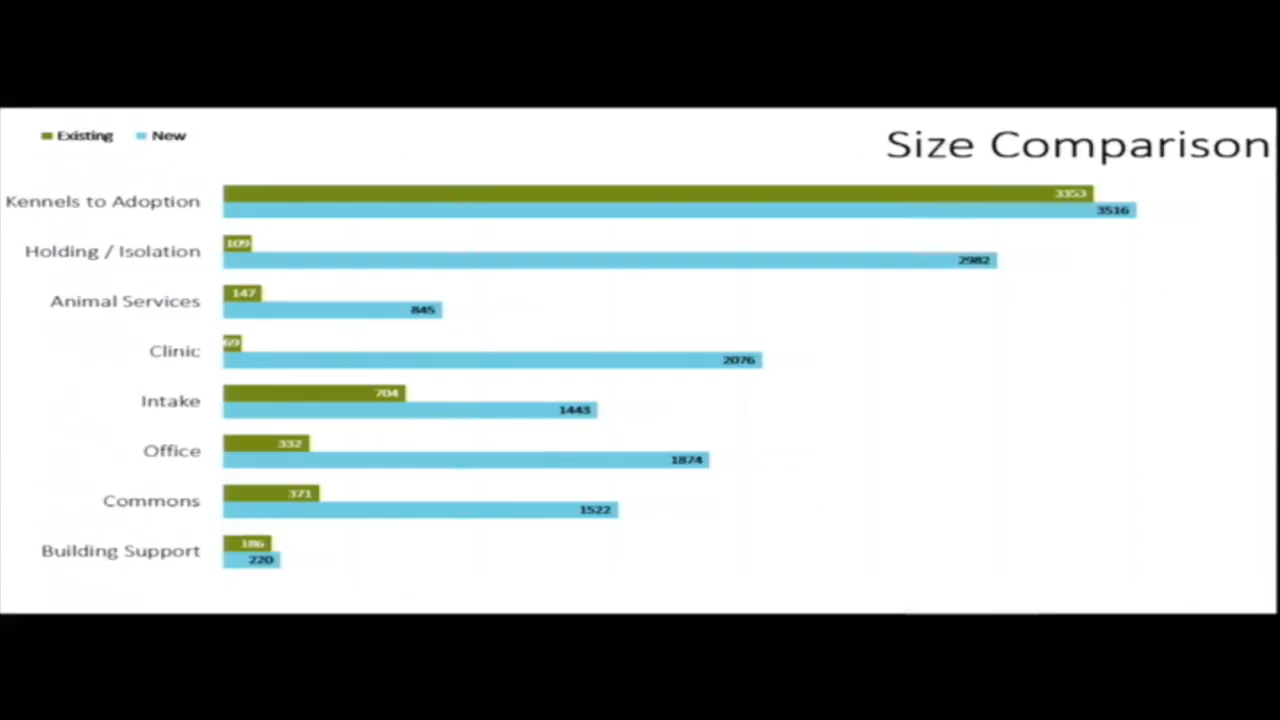 Existing New
Size Comparison
Kennels to Adoption 3353
3516
Holding / Isolation 109
2982
Animal Services 147
845
Clinic 69
2076
Intake 704
1443
Office 332
1874
Commons 371
1522
Building Support 186
220